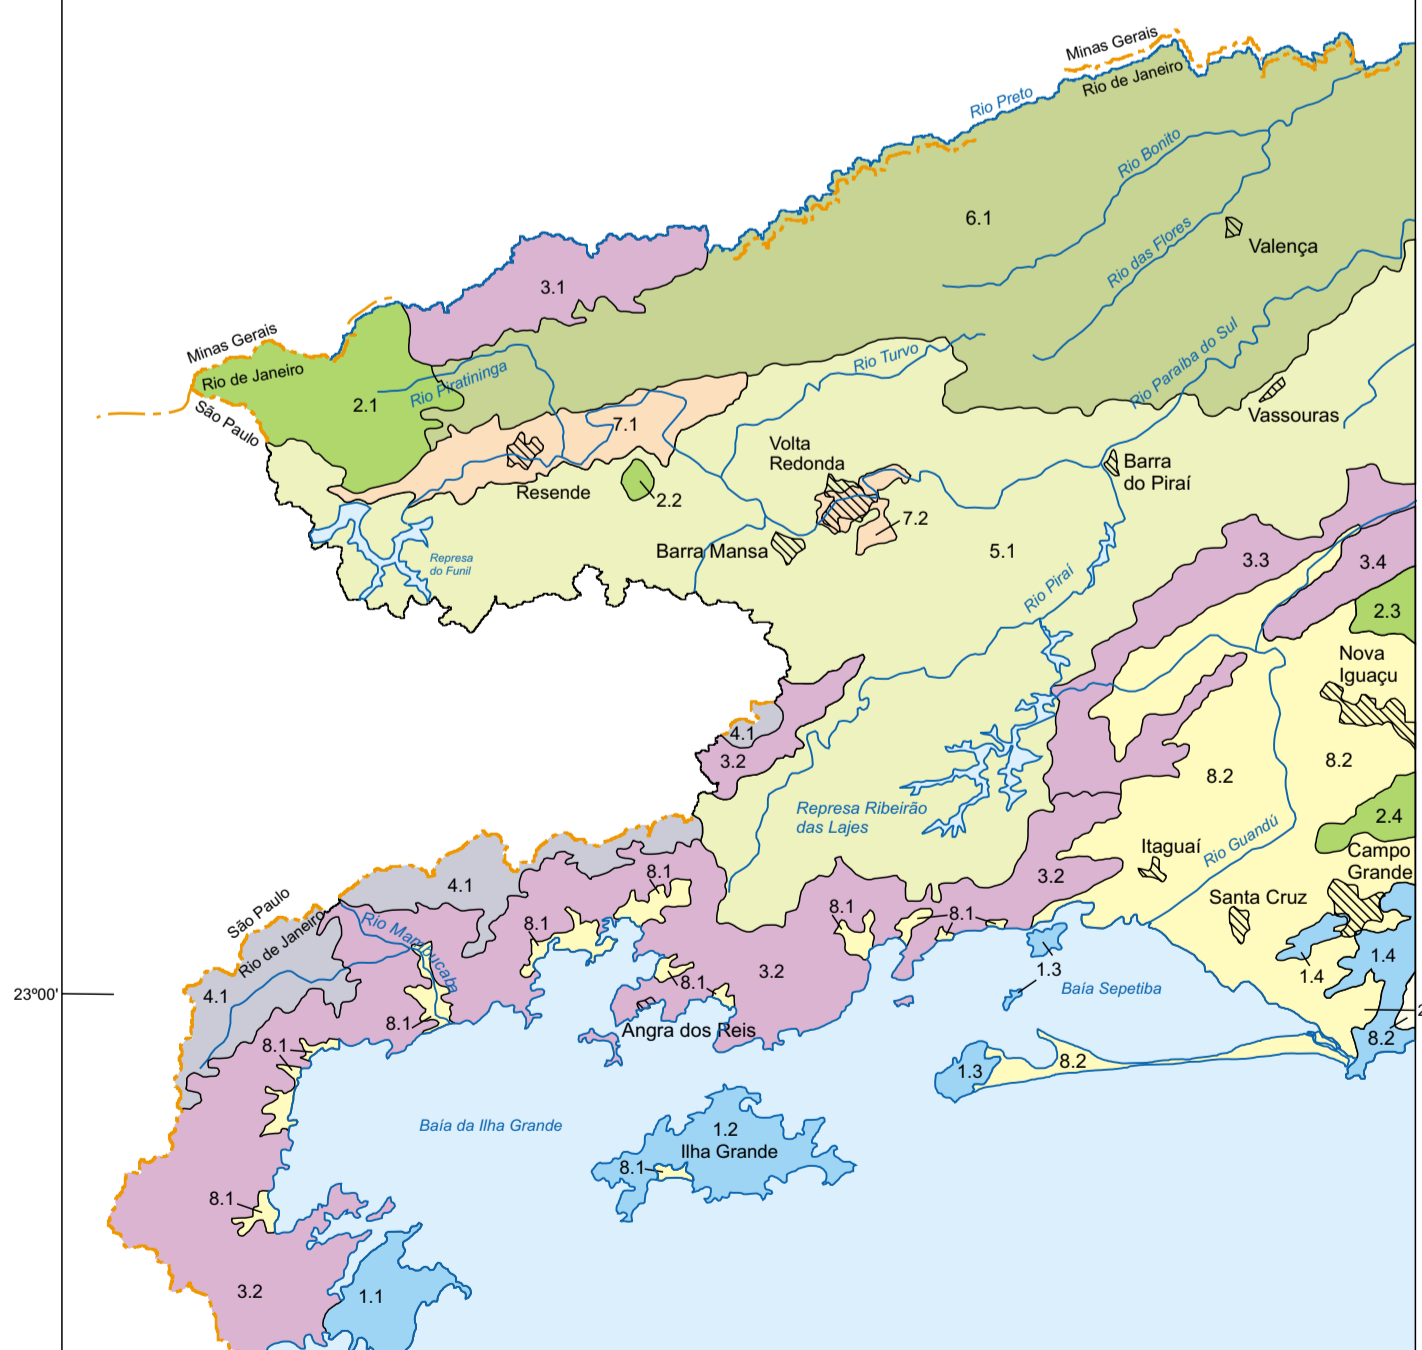 Minas Gerais
Rio de Janeiro
Rio Preto
Rio Bonito
6.1
Rio das Flores
Valença
3.1
Minas Gerais
Rio de Janeiro
São Paulo
2.1
Rio Piratininga
Rio Turvo
Rio Paraíba do Sul
Vassouras
7.1
Volta
Redonda
Barra
do Piraí
Resende
2.2
7.2
Barra Mansa
5.1
Represa
do Funil
Rio Piraí
3.3
3.4
2.3
Nova
Iguaçu
4.1
3.2
8.2
8.2
Represa Ribeirão
das Lajes
Rio Guandú
2.4
Itaguaí
Campo
Grande
3.2
Santa Cruz
4.1
8.1
8.1
8.1
8.1
São Paulo
Rio de Janeiro
Rio Mambucaba
3.2
8.1
1.3
1.4
1.4
Baía Sepetiba
23º00'
4.1
8.1
Angra dos Reis
2
8.2
8.1
1.3
8.2
Baía da Ilha Grande
1.2
Ilha Grande
8.1
8.1
3.2
1.1